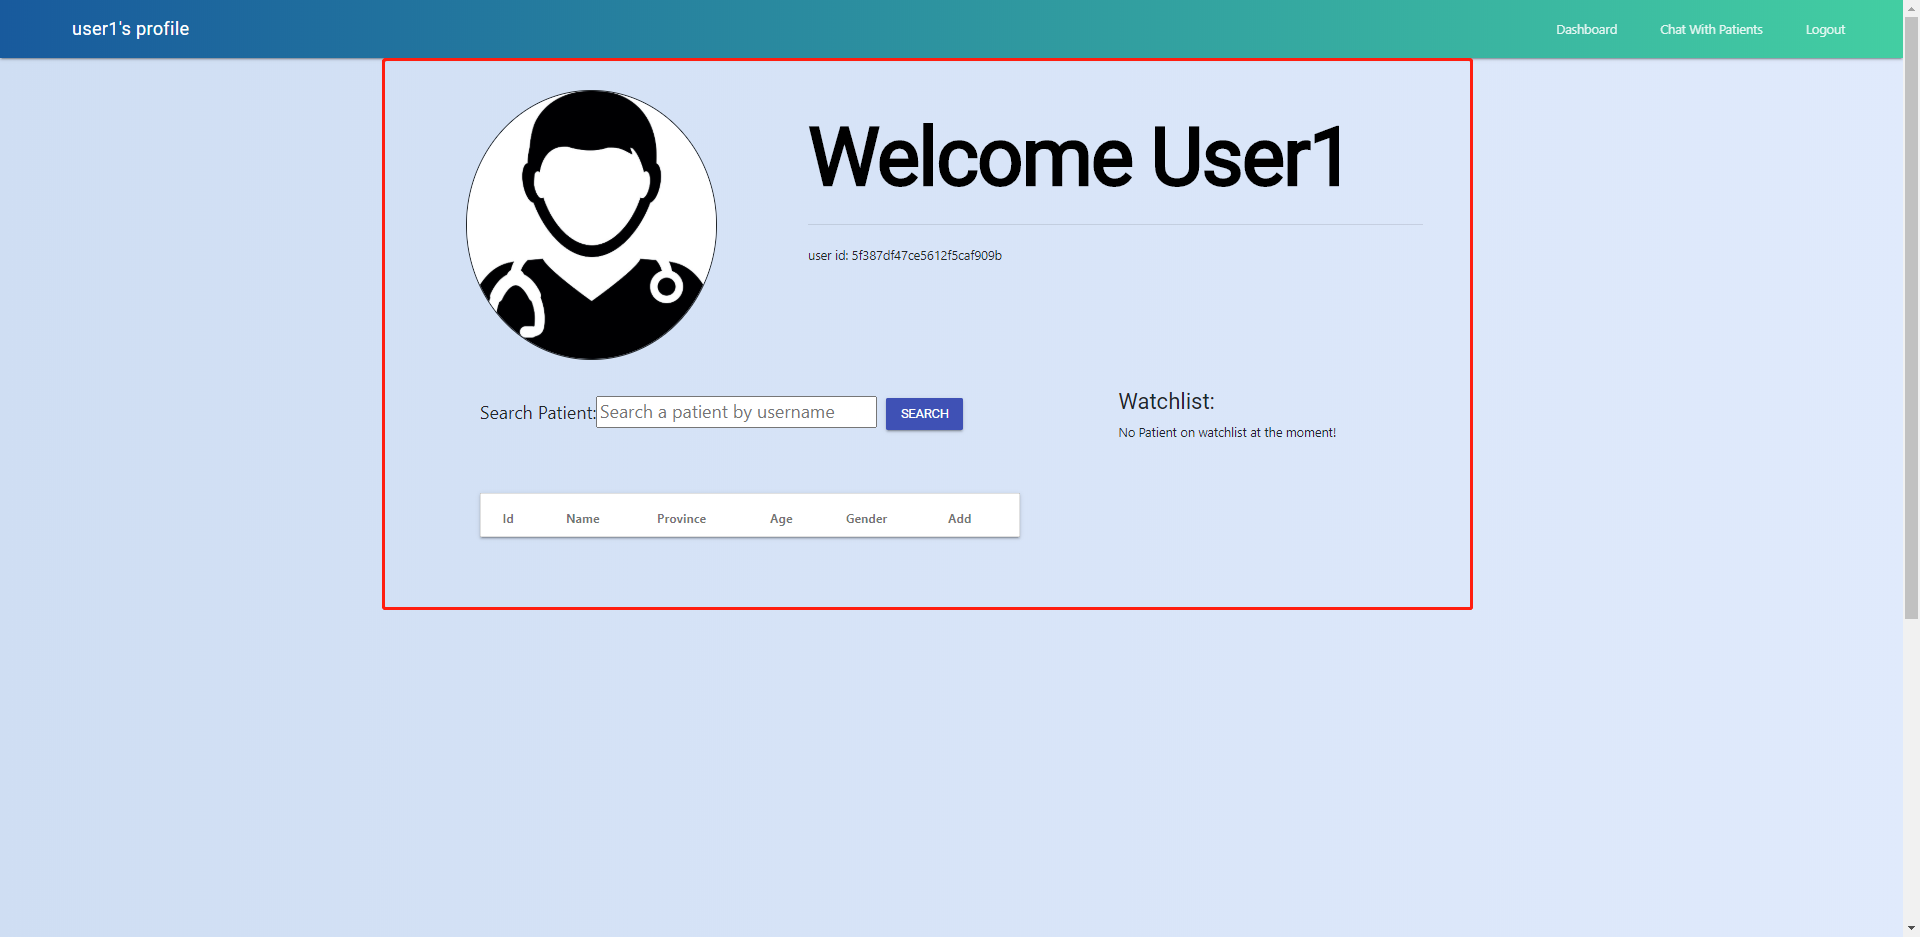 user1's profile
Dashboard
Chat With Patients
Logout
Welcome User1
user id: 5f387df47ce5612f5caf909b
Search Patient:
Search a patient by username
SEARCH
Watchlist:
No Patient on watchlist at the moment!
Id Name Province Age Gender Add